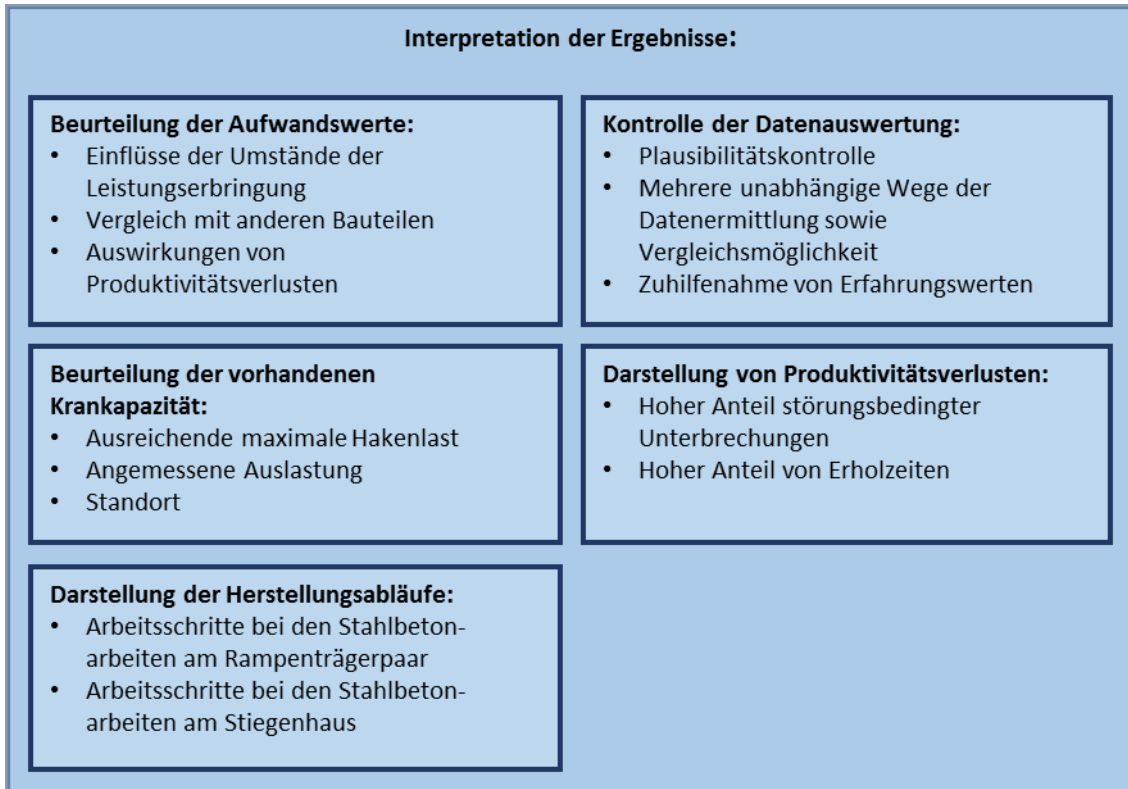 Interpretation der Ergebnisse:
Beurteilung der Aufwandswerte:
• Einflüsse der Umstände der
Leistungserbringung
• Vergleich mit anderen Bauteilen
• Auswirkungen von
Produktivitätsverlusten
Kontrolle der Datenauswertung:
• Plausibilitätskontrolle
• Mehrere unabhängige Wege der
Datenermittlung sowie
Vergleichsmöglichkeit
• Zuhilfenahme von Erfahrungswerten
Beurteilung der vorhandenen
Krankapazität:
• Ausreichende maximale Hakenlast
• Angemessene Auslastung
• Standort
Darstellung von Produktivitätsverlusten:
• Hoher Anteil störungsbedingter
Unterbrechungen
• Hoher Anteil von Erholzeiten
Darstellung der Herstellungsabläufe:
• Arbeitsschritte bei den Stahlbeton-
arbeiten am Rampenträgerpaar
• Arbeitsschritte bei den Stahlbeton-
arbeiten am Stiegenhaus